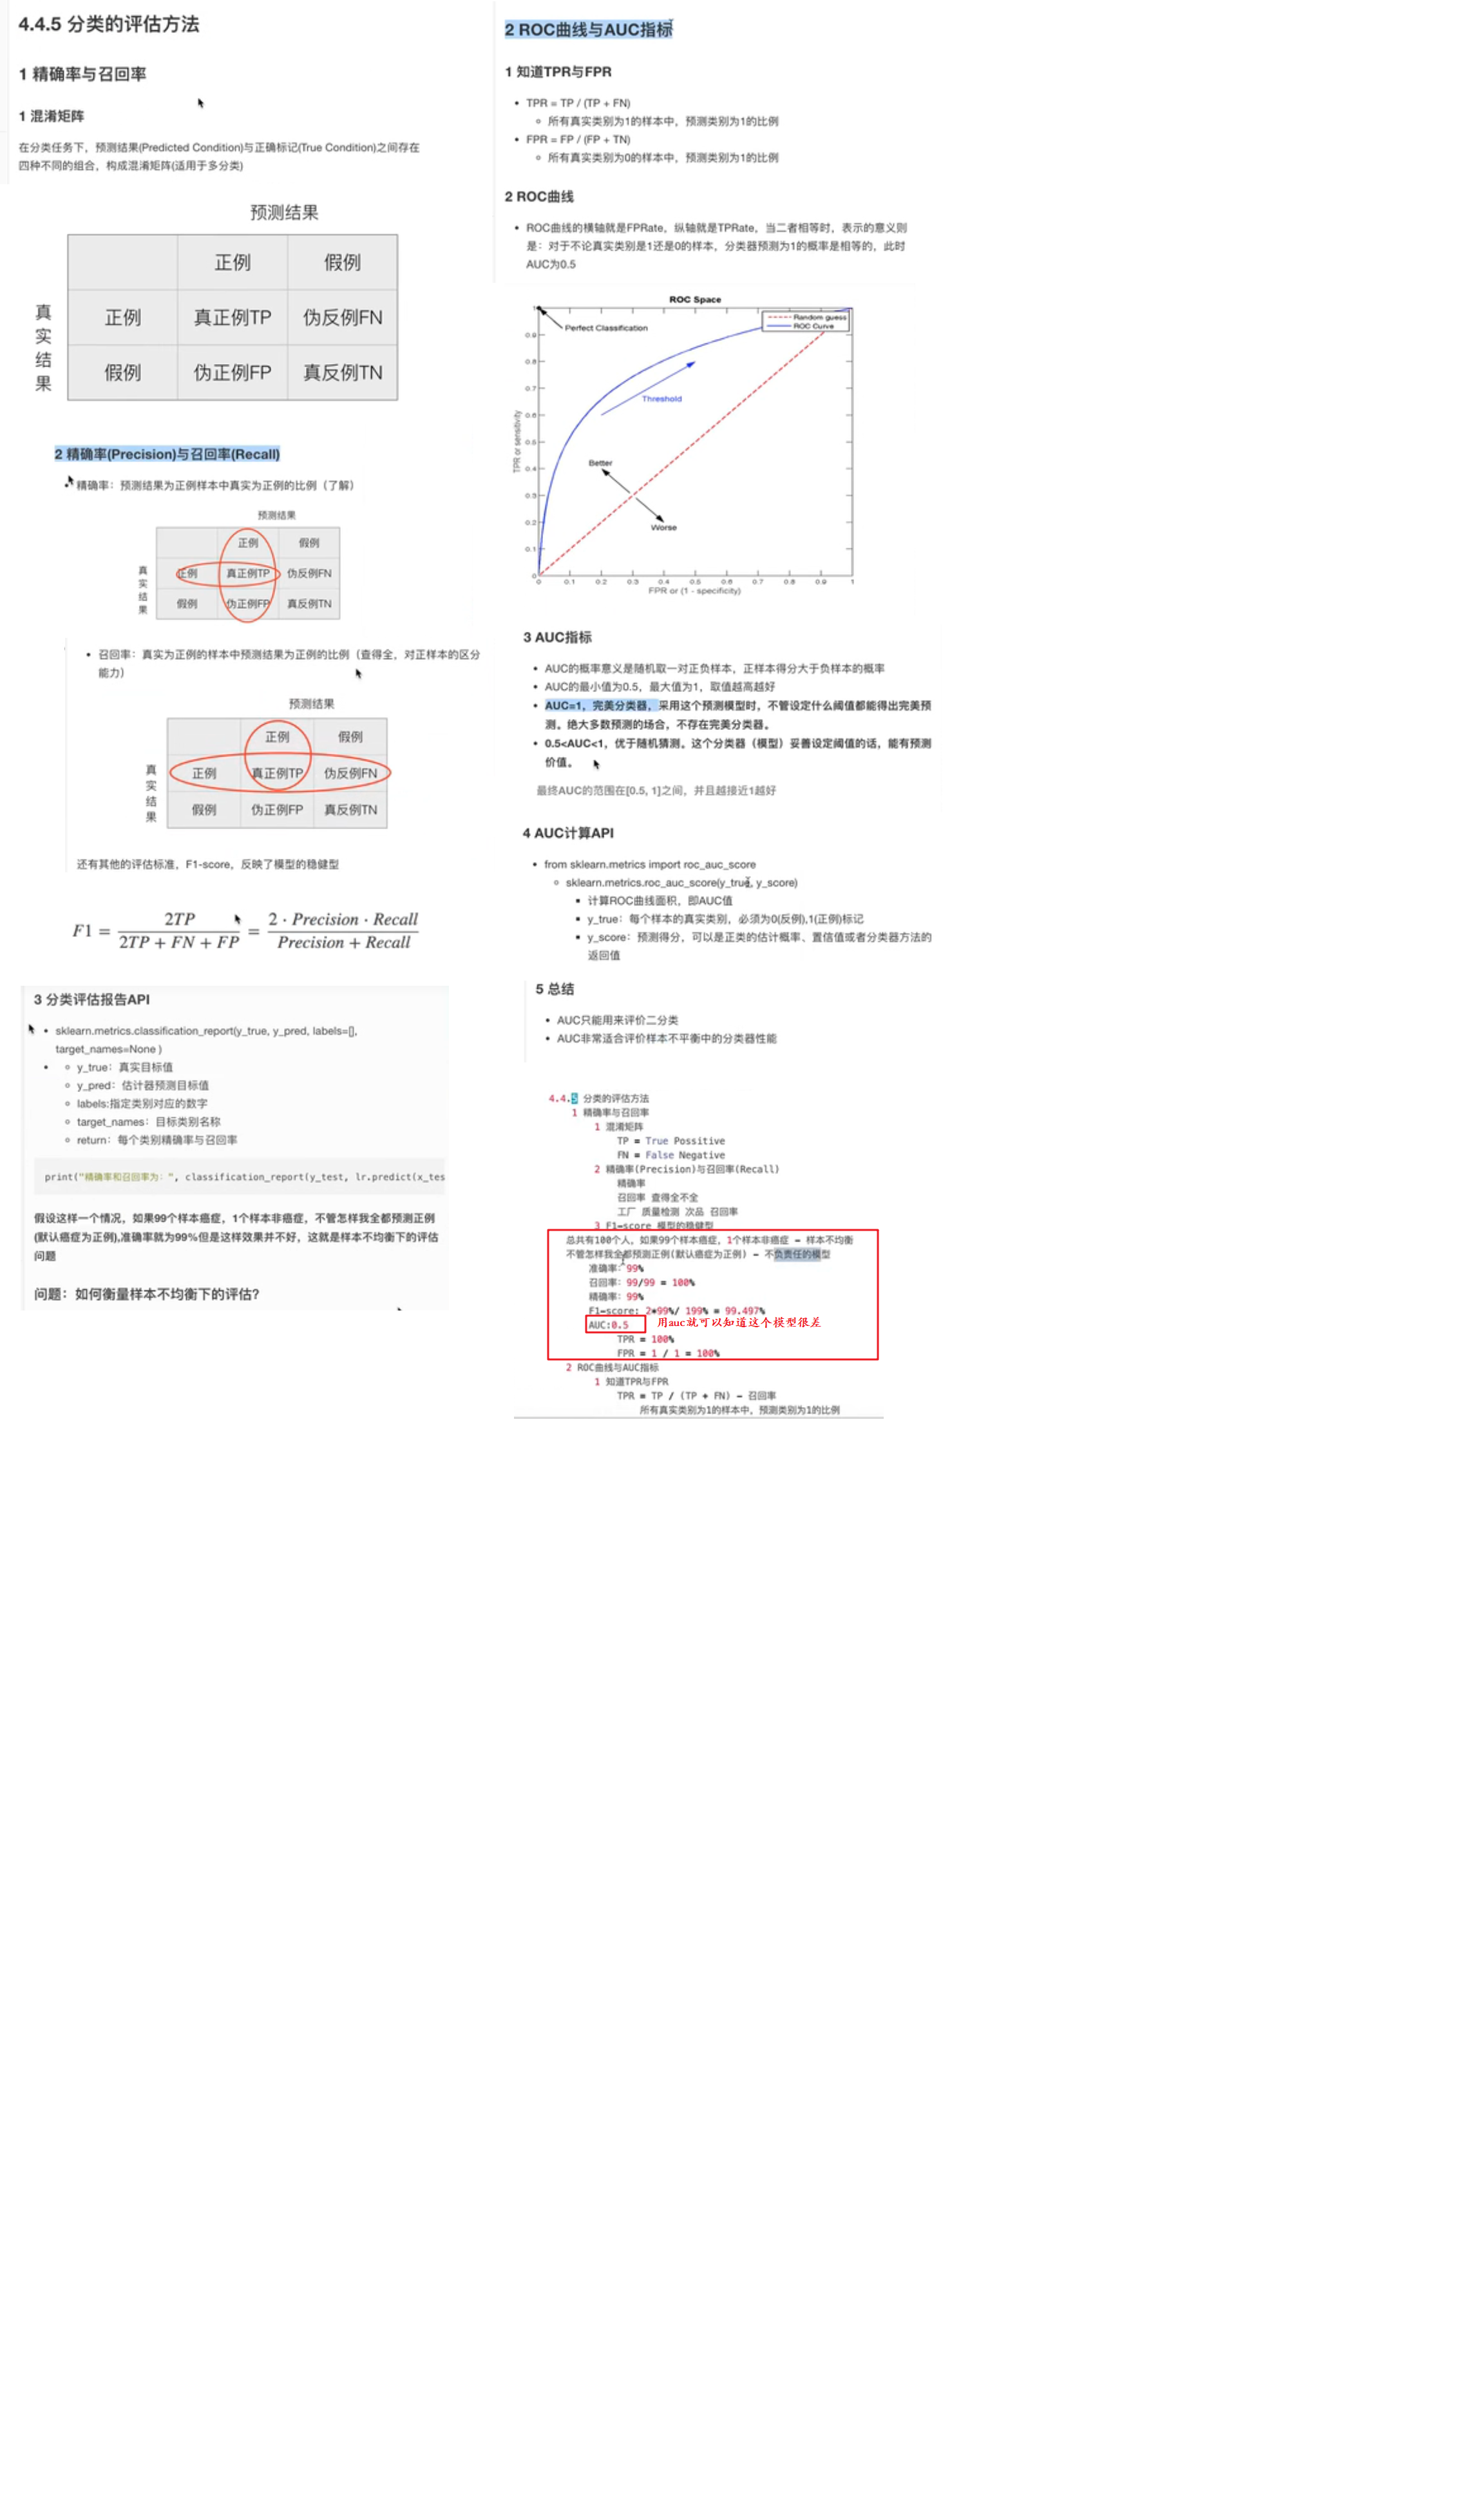 4.4.5 分类的评估方法
1 精确率与召回率
1 混淆矩阵
在分类任务下，预测结果(Predicted Condition)与正确标记(True Condition)之间存在
四种不同的组合，构成混淆矩阵(适用于多分类)
预测结果
正例 假例
真实结果
正例 真正例TP 伪反例FN
假例 伪正例FP 真反例TN
2 精确率(Precision)与召回率(Recall)
精确率：预测结果为正例样本中真实为正例的比例（了解）
预测结果
正例 假例
真实结果
正例 真正例TP 伪反例FN
假例 伪正例FP 真反例TN
召回率：真实为正例的样本中预测结果为正例的比例（查得全，对正样本的区分
能力）
预测结果
正例 假例
真实结果
正例 真正例TP 伪反例FN
假例 伪正例FP 真反例TN
还有其他的评估标准，F1-score，反映了模型的稳健型
F1 = 2TP / (2TP + FN + FP) = 2 · Precision · Recall / (Precision + Recall)
3 分类评估报告API
sklearn.metrics.classification_report(y_true, y_pred, labels=[],
target_names=None )
y_true：真实目标值
y_pred：估计器预测目标值
labels:指定类别对应的数字
target_names：目标类别名称
return：每个类别精确率与召回率
print("精确率和召回率为：", classification_report(y_test, lr.predict(x_tes
假设这样一个情况，如果99个样本癌症，1个样本非癌症，不管怎样我全都预测正例
(默认癌症为正例),准确率就为99%但是这样效果并不好，这就是样本不均衡下的评估
问题
问题：如何衡量样本不均衡下的评估?
2 ROC曲线与AUC指标
1 知道TPR与FPR
TPR = TP / (TP + FN)
所有真实类别为1的样本中，预测类别为1的比例
FPR = FP / (FP + TN)
所有真实类别为0的样本中，预测类别为1的比例
2 ROC曲线
ROC曲线的横轴就是FPRate，纵轴就是TPRate，当二者相等时，表示的意义则
是：对于不论真实类别是1还是0的样本，分类器预测为1的概率是相等的，此时
AUC为0.5
ROC Space
Random guess
ROC Curve
Perfect Classification
Threshold
Better
Worse
TPR or sensitivity
1
0.9
0.8
0.7
0.6
0.5
0.4
0.3
0.2
0.1
0
0 0.1 0.2 0.3 0.4 0.5 0.6 0.7 0.8 0.9 1
FPR or (1 - specificity)
3 AUC指标
AUC的概率意义是随机取一对正负样本，正样本得分大于负样本的概率
AUC的最小值为0.5，最大值为1，取值越高越好
AUC=1，完美分类器，采用这个预测模型时，不管设定什么阈值都能得出完美预
测。绝大多数预测的场合，不存在完美分类器。
0.5<AUC<1，优于随机猜测。这个分类器（模型）妥善设定阈值的话，能有预测
价值。
最终AUC的范围在[0.5, 1]之间，并且越接近1越好
4 AUC计算API
from sklearn.metrics import roc_auc_score
sklearn.metrics.roc_auc_score(y_true, y_score)
计算ROC曲线面积，即AUC值
y_true：每个样本的真实类别，必须为0(反例),1(正例)标记
y_score：预测得分，可以是正类的估计概率、置信值或者分类器方法的
返回值
5 总结
AUC只能用来评价二分类
AUC非常适合评价样本不平衡中的分类器性能
4.4.5 分类的评估方法
1 精确率与召回率
1 混淆矩阵
TP = True Possitive
FN = False Negative
2 精确率(Precision)与召回率(Recall)
精确率
召回率 查得全不全
工厂 质量检测 次品 召回率
3 F1-score 模型的稳健型
总共有100个人，如果99个样本癌症，1个样本非癌症 - 样本不均衡
不管怎样我全都预测正例(默认癌症为正例) - 不负责任的模型
准确率：99%
召回率：99/99 = 100%
精确率：99%
F1-score: 2*99%/ 199% = 99.497%
AUC:0.5 用auc就可以知道这个模型很差
TPR = 100%
FPR = 1 / 1 = 100%
2 ROC曲线与AUC指标
1 知道TPR与FPR
TPR = TP / (TP + FN) - 召回率
所有真实类别为1的样本中，预测类别为1的比例